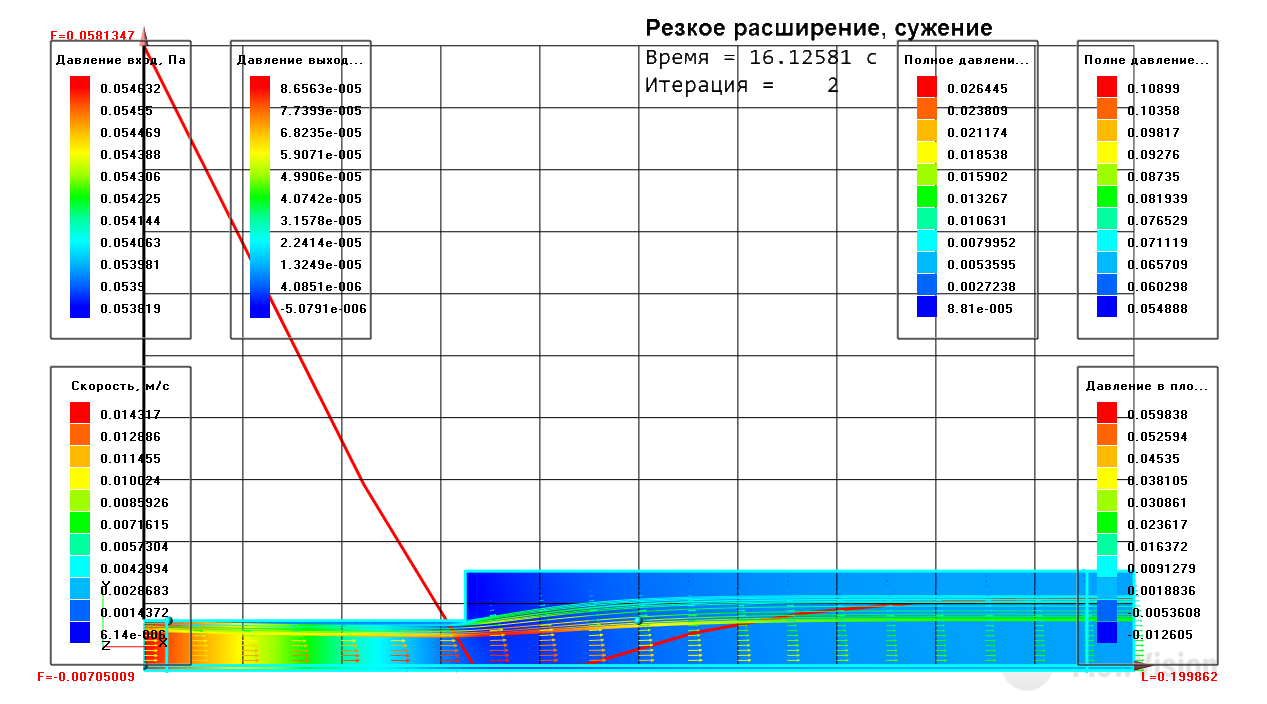 Резкое расширение, сужение
Время = 16.12581 с
Итерация = 2
F=0.0581347
Давление вход, Па
0.054632
0.05455
0.054469
0.054388
0.054306
0.054225
0.054144
0.054063
0.053981
0.0539
0.053819
Давление выход...
8.6563e-005
7.7399e-005
6.8235e-005
5.9071e-005
4.9906e-005
4.0742e-005
3.1578e-005
2.2414e-005
1.3249e-005
4.0851e-006
-5.0791e-006
Полное давлени...
0.026445
0.023809
0.021174
0.018538
0.015902
0.013267
0.010631
0.0079952
0.0053595
0.0027238
8.81e-005
Полне давление...
0.10899
0.10358
0.09817
0.09276
0.08735
0.081939
0.076529
0.071119
0.065709
0.060298
0.054888
Скорость, м/с
0.014317
0.012886
0.011455
0.010024
0.0085926
0.0071615
0.0057304
0.0042994
0.0028683
0.0014372
6.14e-006
Y
Z
X
Давление в пло...
0.059838
0.052594
0.04535
0.038105
0.030861
0.023617
0.016372
0.0091279
0.0018836
-0.0053608
-0.012605
FlowVision
F=-0.00705009
L=0.199862